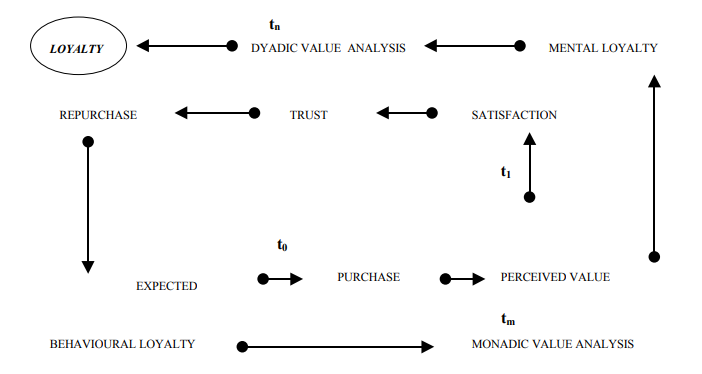 tn
LOYALTY DYADIC VALUE ANALYSIS MENTAL LOYALTY
REPURCHASE TRUST SATISFACTION
t1
t0
EXPECTED PURCHASE PERCEIVED VALUE
tm
BEHAVIOURAL LOYALTY MONADIC VALUE ANALYSIS